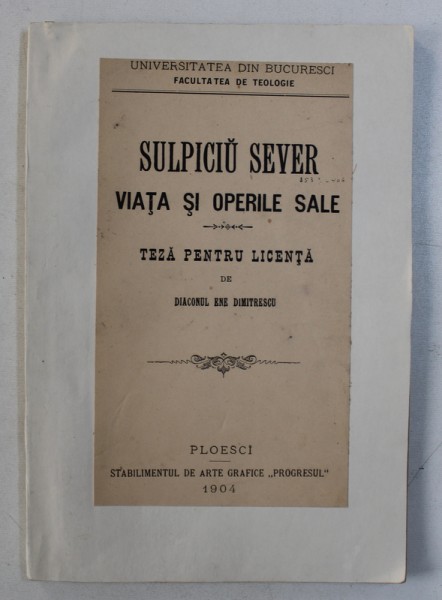 UNIVERSITATEA DIN BUCURESCI
FACULTATEA DE TEOLOGIE
SULPICIŬ SEVER
VIAŢA ŞI OPERILE SALE
TEZĂ PENTRU LICENŢĂ
DE
DIACONUL ENE DIMITRESCU
PLOESCI
STABILIMENTUL DE ARTE GRAFICE „PROGRESUL"
1904